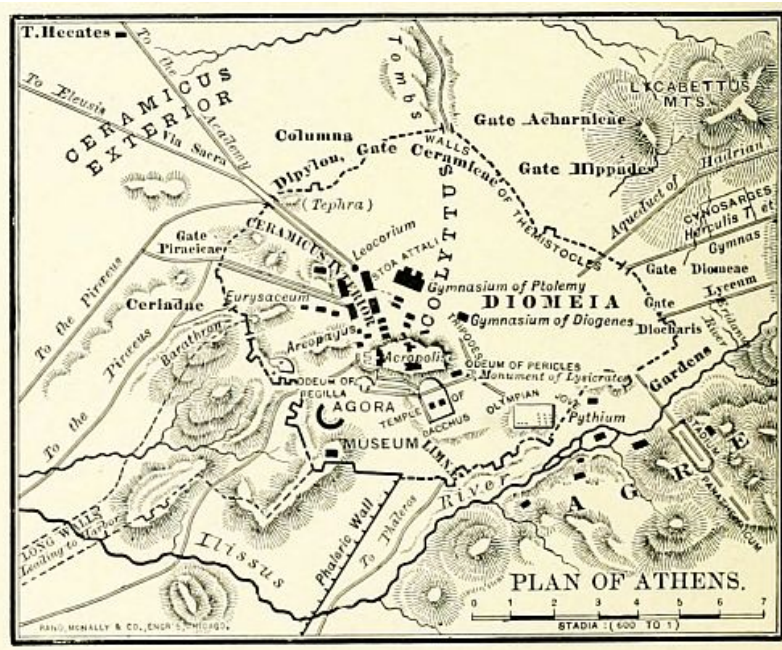 T. Hecates
To the Academy
To Eleusis
Via Sacra
CERAMICUS
EXTERIOR
Tombs
LYCABETTUS
MTS.
Columna
Gate Acharnicae
Dipylon,
Gate Ceramicae
Gate Hippades
WALLS OF THEMISTOCLES
Aqueduct of Hadrian
CYNOSARGES
Herculis T. et
Gymnas
(Tephra)
COLYTTUS
Gate
Piraeicae
CERAMICUS INTERIOR
Leocorium
STOA ATTALI
Gate Diomeae
Lyceum
Gymnasium of Ptolemy
DIOMEIA
Gate
Diocharis
Eridanus
River
Gymnasium of Diogenes
To the Piraeus
Ceriadae
Eurysaceum
To the Piraeus
Barathron
Areopagus
TRIPODES
Acropolis
ODEUM OF PERICLES
Monument of Lysicrates
Gardens
ODEUM OF
REGILLA
AGORA
TEMPLE OF
BACCHUS
OLYMPIAN JOVE
Pythium
MUSEUM
LIMNAE
STADIUM
PANATHENAICUM
AGRAE
River
Ilissus
Phaleric Wall
To Phaleros
LONG WALLS
Leading to Harbor
PLAN OF ATHENS.
0 1 2 3 4 5 6 7
STADIA : (600 TO 1)
RAND, MCNALLY & CO., ENGR'S, CHICAGO.